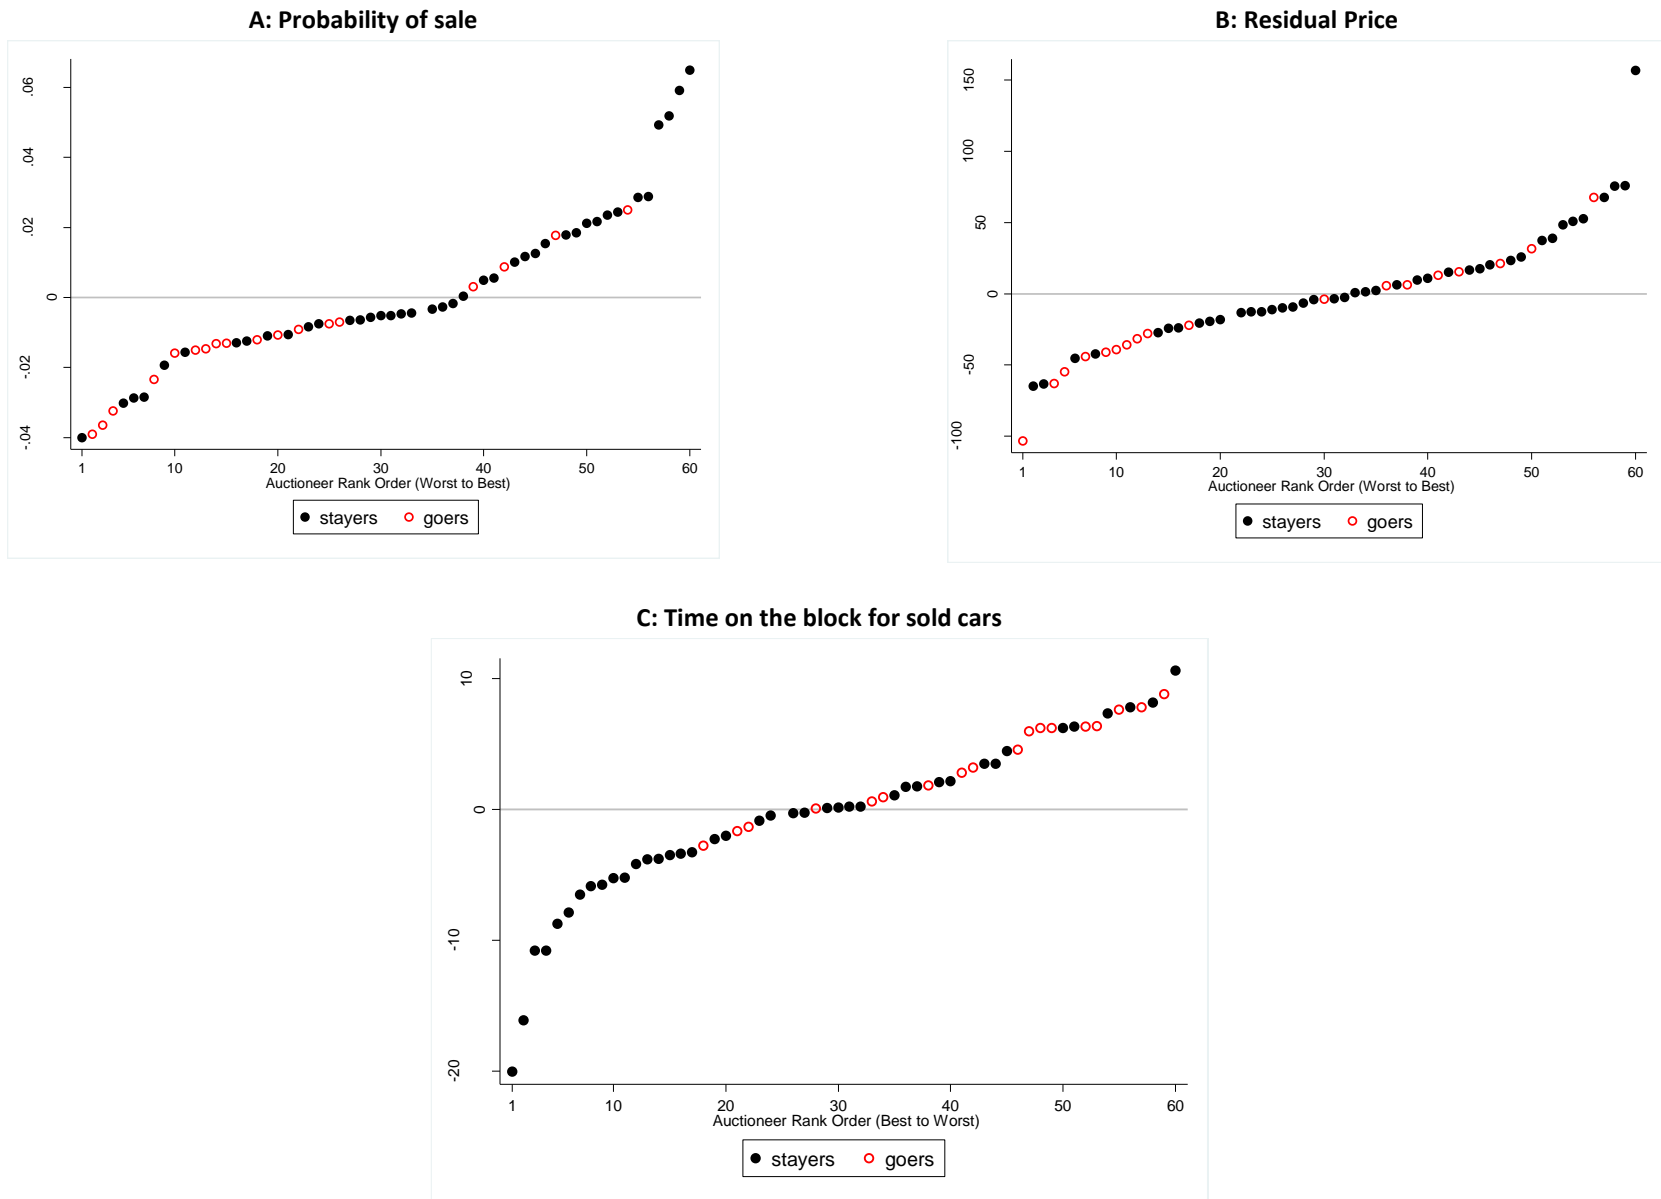 A: Probability of sale
.06
.04
.02
0
-.02
-.04
1 10 20 30 40 50 60
Auctioneer Rank Order (Worst to Best)
stayers goers
B: Residual Price
150
100
50
0
-50
-100
1 10 20 30 40 50 60
Auctioneer Rank Order (Worst to Best)
stayers goers
C: Time on the block for sold cars
10
0
-10
-20
1 10 20 30 40 50 60
Auctioneer Rank Order (Best to Worst)
stayers goers